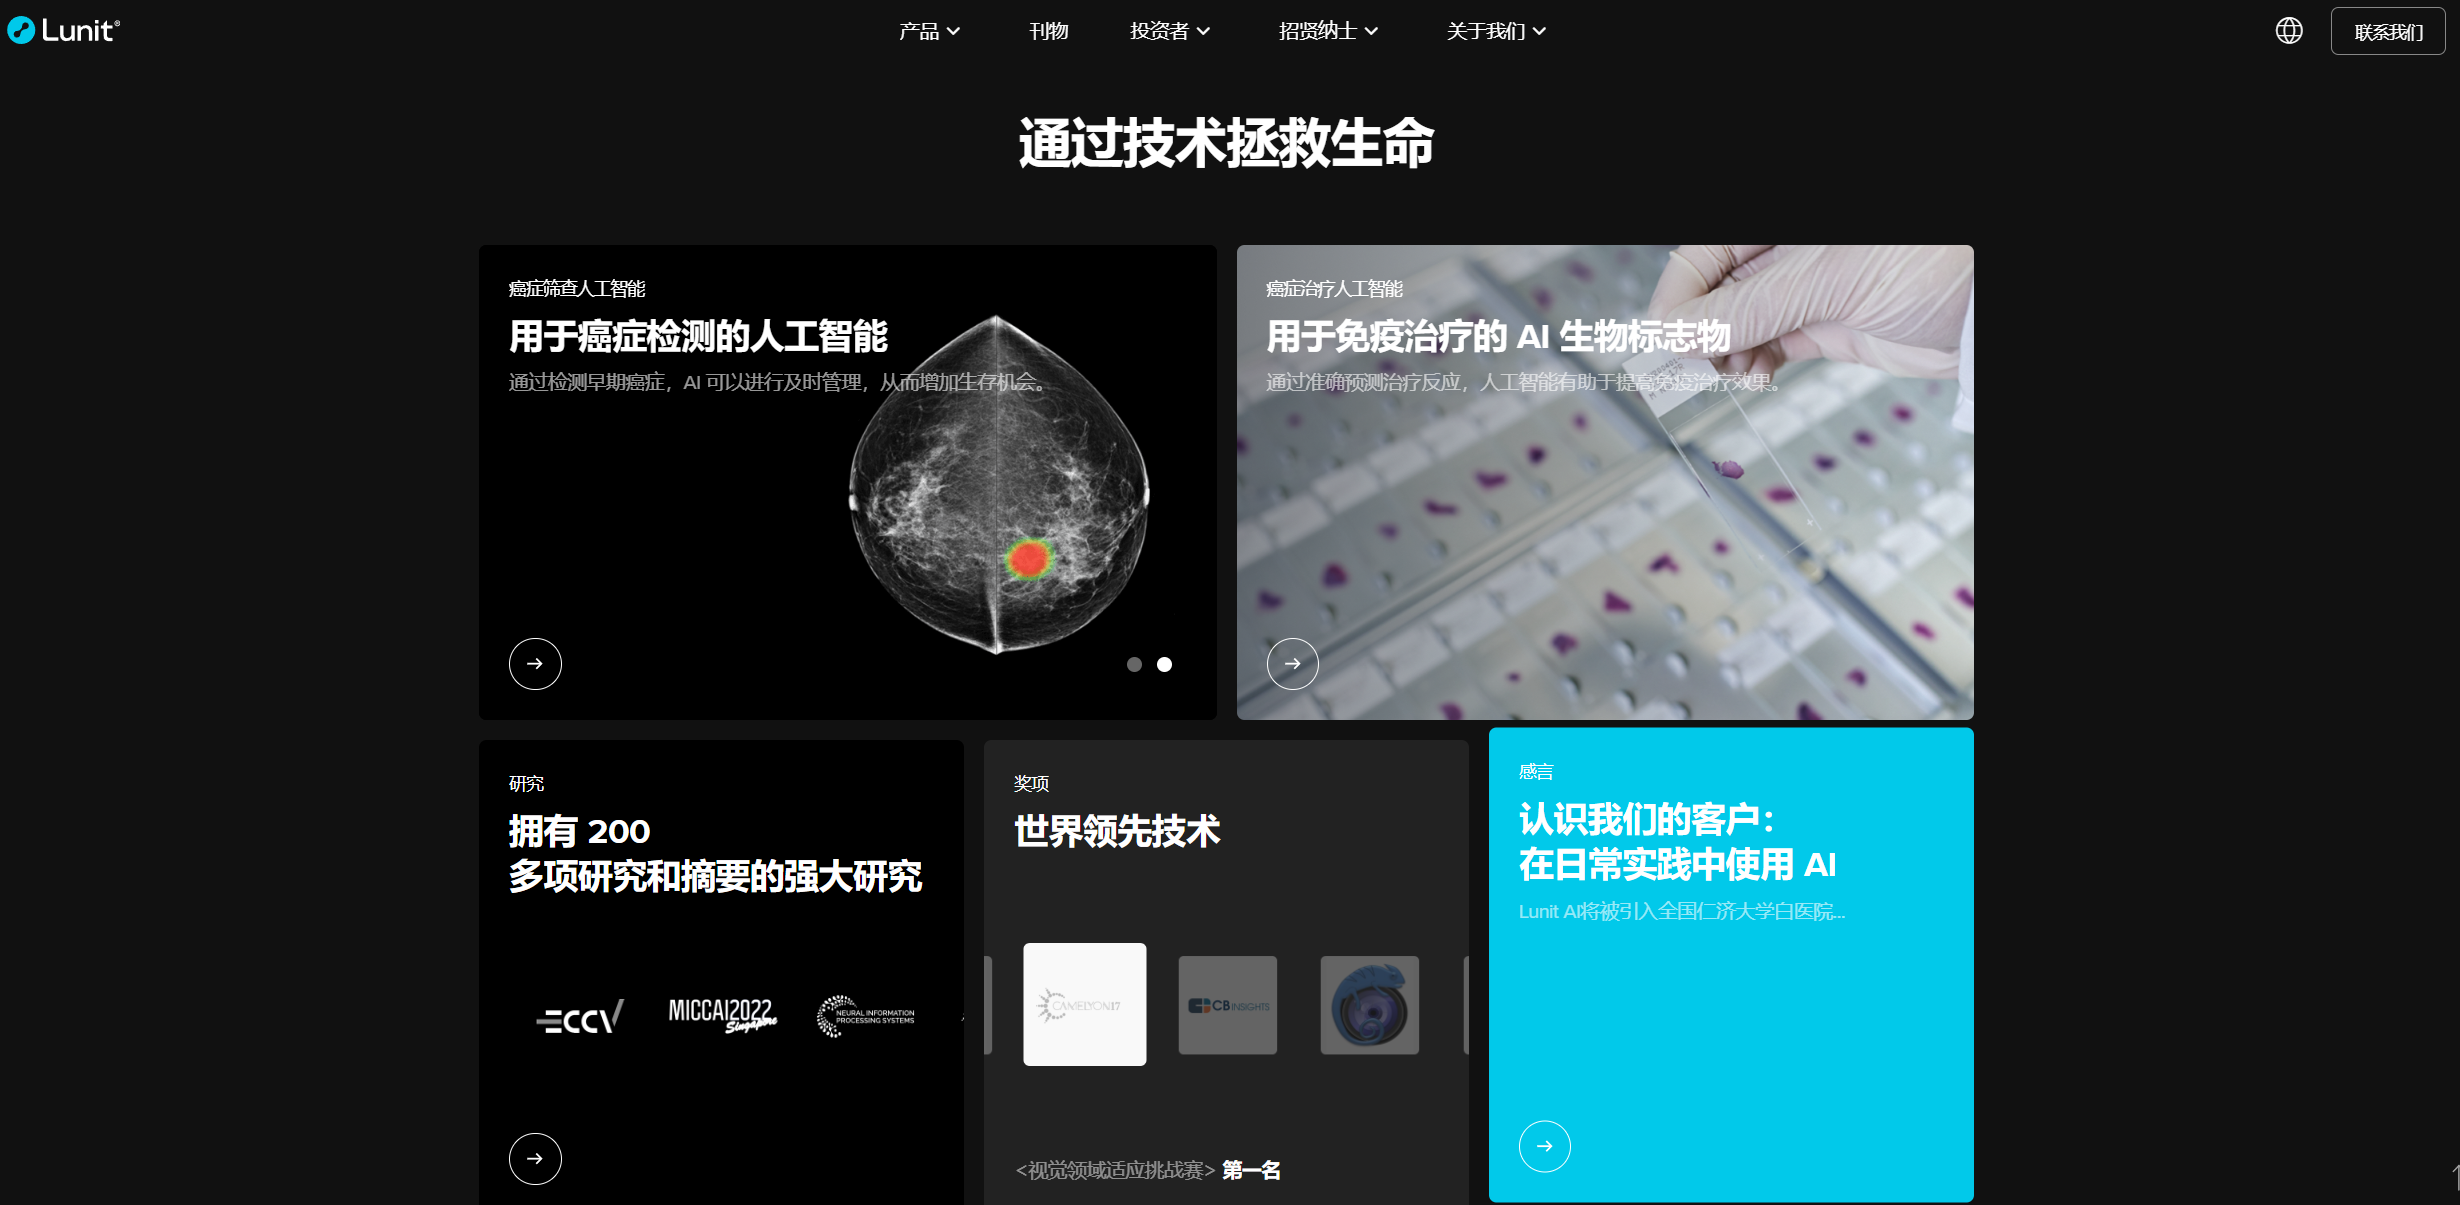 Lunit®
产品
刊物
投资者
招贤纳士
关于我们
联系我们
通过技术拯救生命
癌症筛查人工智能
用于癌症检测的人工智能
通过检测早期癌症，AI 可以进行及时管理，从而增加生存机会。
癌症治疗人工智能
用于免疫治疗的 AI 生物标志物
通过准确预测治疗反应，人工智能有助于提高免疫治疗效果。
研究
拥有 200
多项研究和摘要的强大研究
ECCV
MICCAI2022
Singapore
NEURAL INFORMATION
PROCESSING SYSTEMS
奖项
世界领先技术
CAMELYON17
CB INSIGHTS
<视觉领域适应挑战赛> 第一名
感言
认识我们的客户：
在日常实践中使用 AI
Lunit AI将被引入全国仁济大学白医院...